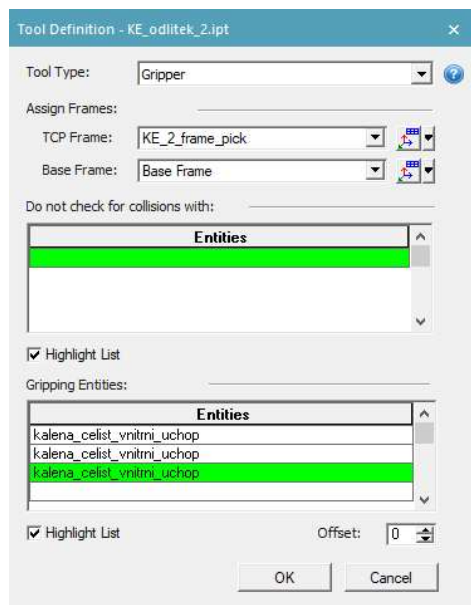 Tool Definition - KE_odlitek_2.ipt
Tool Type: Gripper
Assign Frames:
TCP Frame: KE_2_frame_pick
Base Frame: Base Frame
Do not check for collisions with:
Entities
Highlight List
Gripping Entities:
Entities
kalena_celist_vnitrni_uchop
kalena_celist_vnitrni_uchop
kalena_celist_vnitrni_uchop
Highlight List Offset: 0
OK Cancel